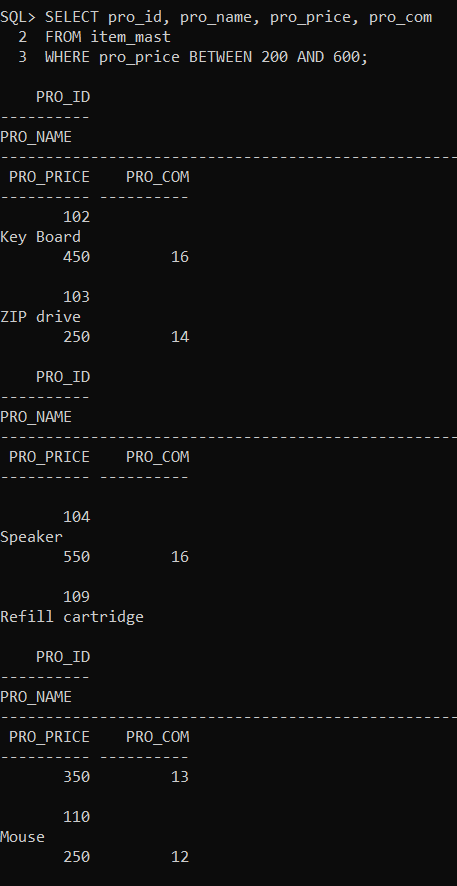 SQL> SELECT pro_id, pro_name, pro_price, pro_com
  2  FROM item_mast
  3  WHERE pro_price BETWEEN 200 AND 600;

    PRO_ID
----------
PRO_NAME
---------------------------------------------------
 PRO_PRICE    PRO_COM
---------- ----------
       102
Key Board
       450         16

       103
ZIP drive
       250         14

    PRO_ID
----------
PRO_NAME
---------------------------------------------------
 PRO_PRICE    PRO_COM
---------- ----------

       104
Speaker
       550         16

       109
Refill cartridge

    PRO_ID
----------
PRO_NAME
---------------------------------------------------
 PRO_PRICE    PRO_COM
---------- ----------
       350         13

       110
Mouse
       250         12